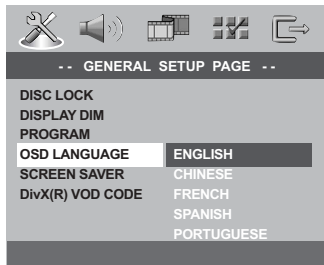 -- GENERAL SETUP PAGE --
DISC LOCK
DISPLAY DIM
PROGRAM
OSD LANGUAGE ENGLISH
SCREEN SAVER CHINESE
DivX(R) VOD CODE FRENCH
SPANISH
PORTUGUESE